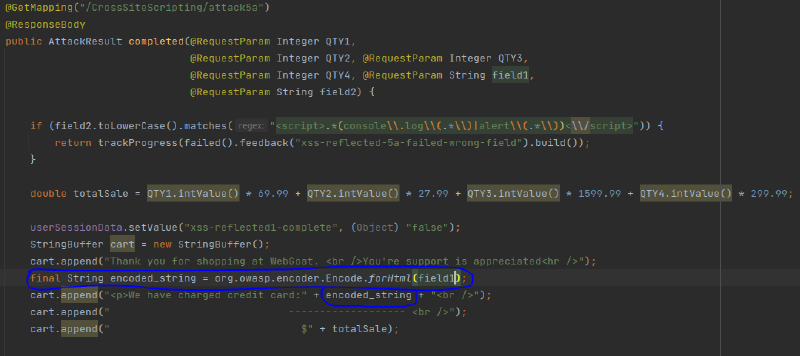 @GetMapping("/CrossSiteScripting/attack5a")
@ResponseBody
public AttackResult completed(@RequestParam Integer QTY1,
@RequestParam Integer QTY2, @RequestParam Integer QTY3,
@RequestParam Integer QTY4, @RequestParam String field1,
@RequestParam String field2) {
if (field2.toLowerCase().matches( regex: "<script>.*(console\\.log\\(.*\\)|alert\\(.*\\))<\\/script>")) {
return trackProgress(failed().feedback("xss-reflected-5a-failed-wrong-field").build());
}
double totalSale = QTY1.intValue() * 69.99 + QTY2.intValue() * 27.99 + QTY3.intValue() * 1599.99 + QTY4.intValue() * 299.99;
userSessionData.setValue("xss-reflected1-complete", (Object) "false");
StringBuffer cart = new StringBuffer();
cart.append("Thank you for shopping at WebGoat. <br />You're support is appreciated<hr />");
final String encoded_string = org.owasp.encoder.Encode.forHtml(field1);
cart.append("<p>We have charged credit card:" + encoded_string + "<br />");
cart.append("                             ------------------- <br />");
cart.append("                               $" + totalSale);